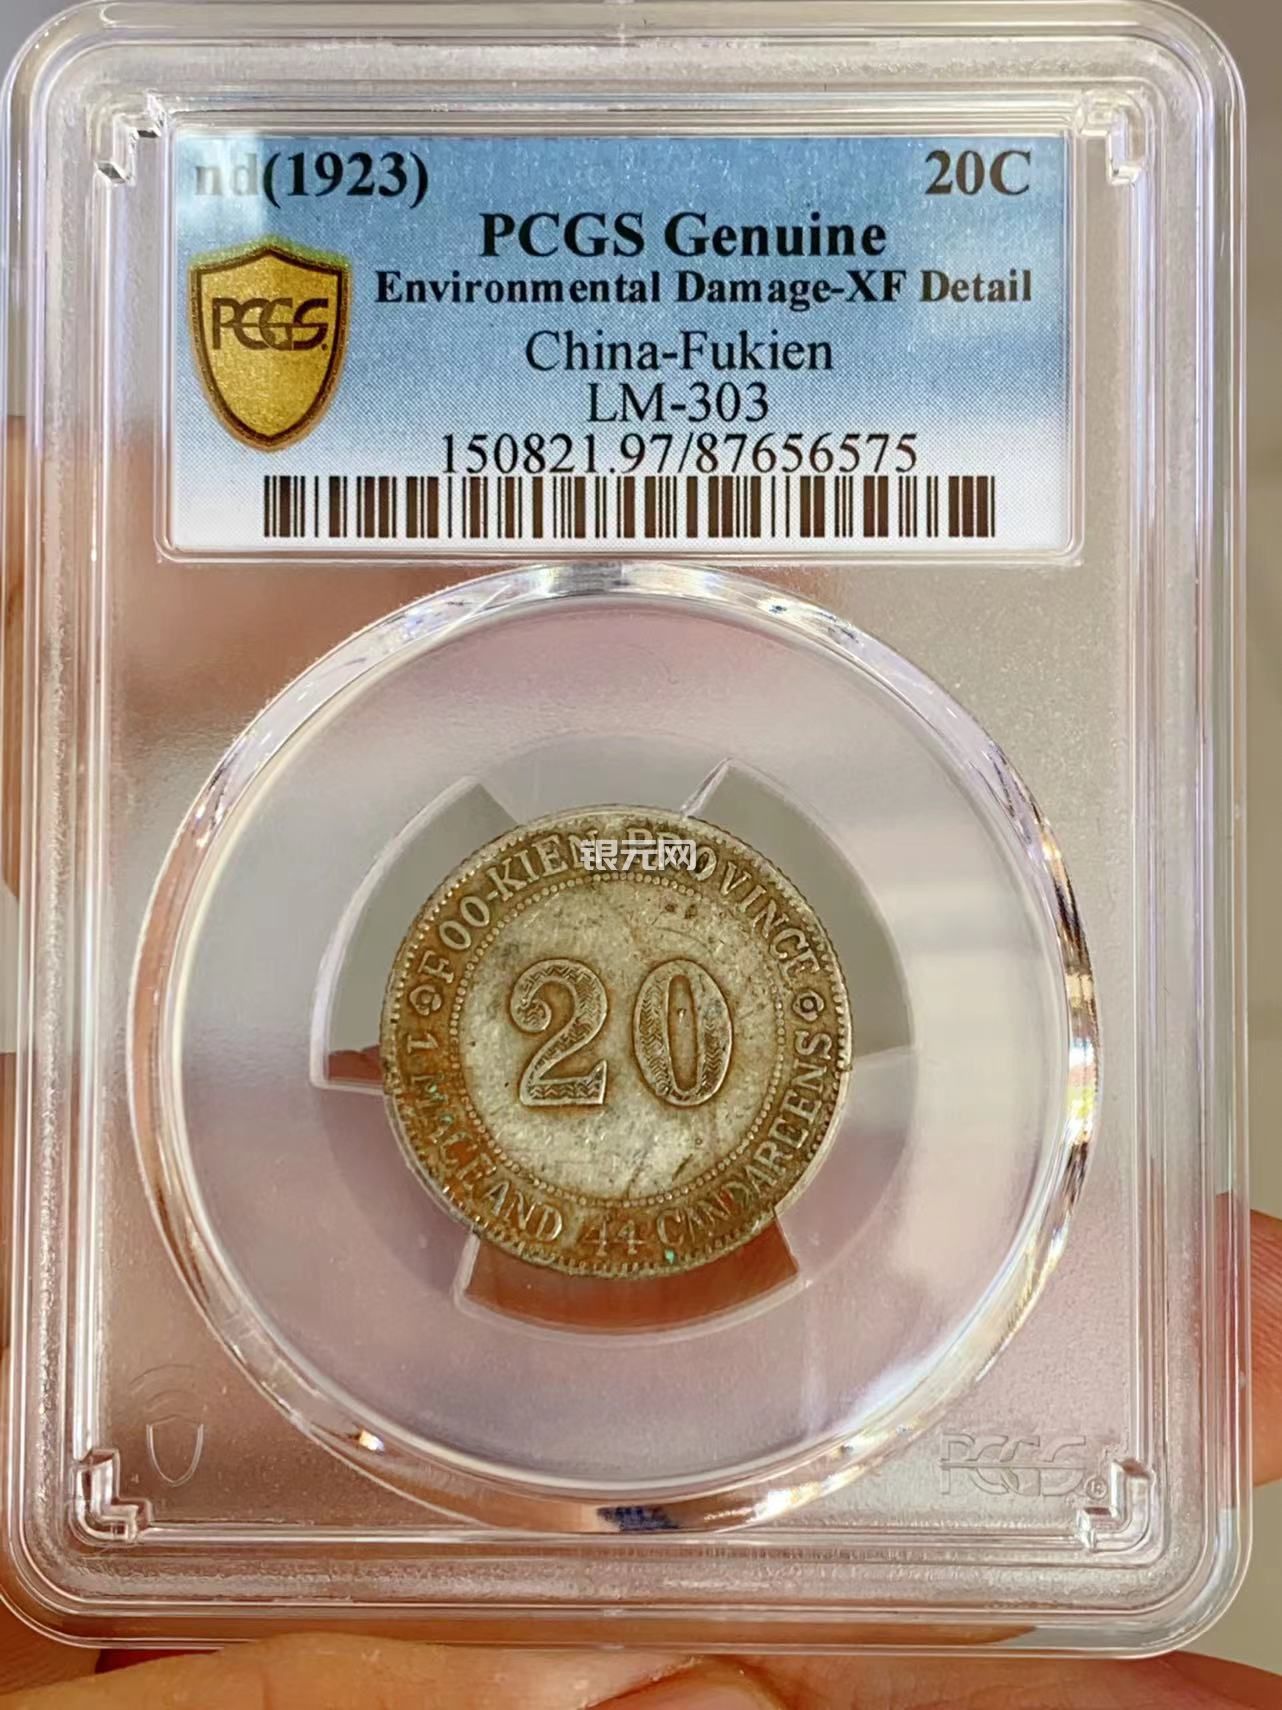 nd(1923) 20C
PCGS Genuine
Environmental Damage-XF Detail
PCGS
China-Fukien
LM-303
150821.97/87656575
银元网
FOO-KIEN PROVINCE
20
1 MACE AND 44 CANDAREENS
PCGS